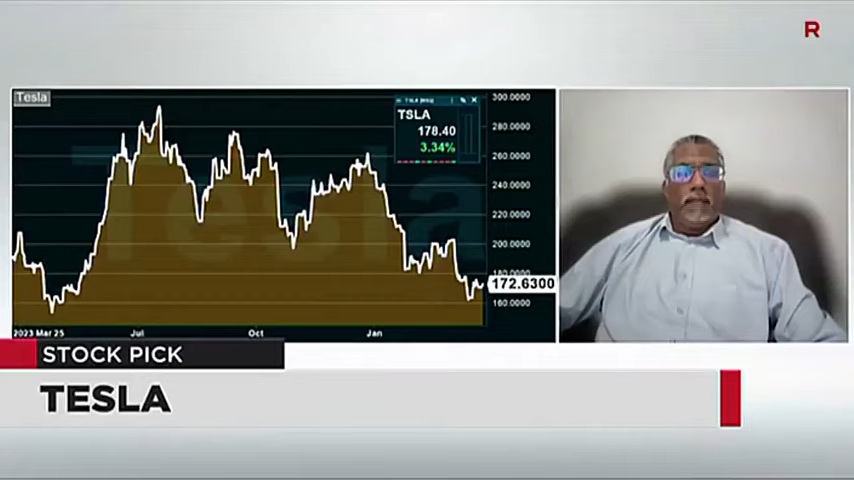 R
Tesla
TSLA
178.40
3.34%
300.0000
280.0000
260.0000
240.0000
220.0000
200.0000
180.0000
172.6300
160.0000
2023 Mar 25 Jul Oct Jan
STOCK PICK
TESLA